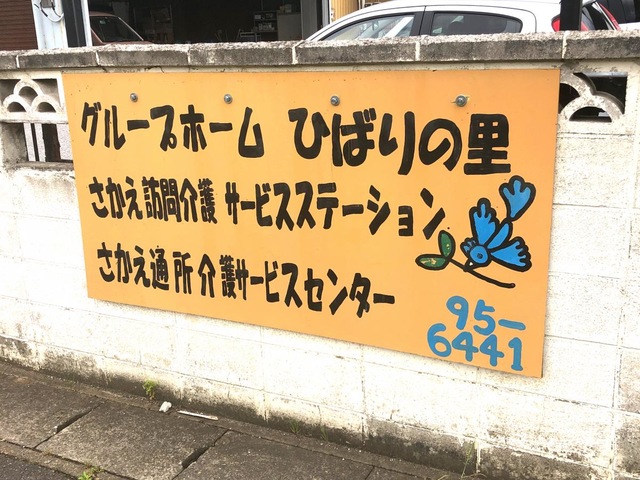 グループホーム ひばりの里
さかえ訪問介護 サービスステーション
さかえ通所介護サービスセンター
95-
6441